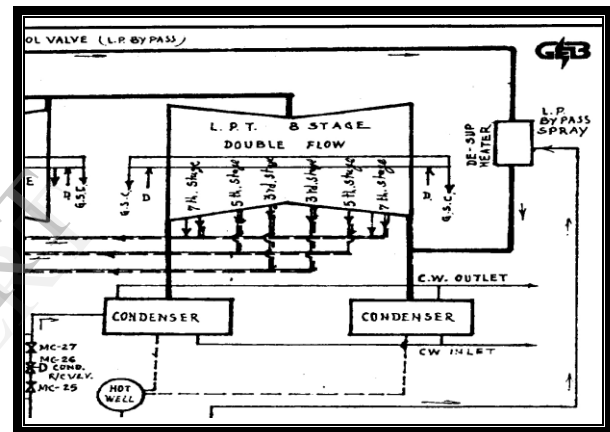 OL VALVE (L.P. BY PASS)
GEB
L.P.
BY PASS
SPRAY
DE-SUP
HEATER
L.P.T. 8 STAGE
DOUBLE FLOW
E
G.S.C.
D
G.S.C.
D
7th. Stage
5th. Stage
3rd. Stage
3rd. Stage
5th. Stage
7th. Stage
D
G.S.C
C.W. OUTLET
CONDENSER
CONDENSER
CW INLET
MC-27
MC-26
D COND.
R/C V/V.
MC-25
HOT
WELL